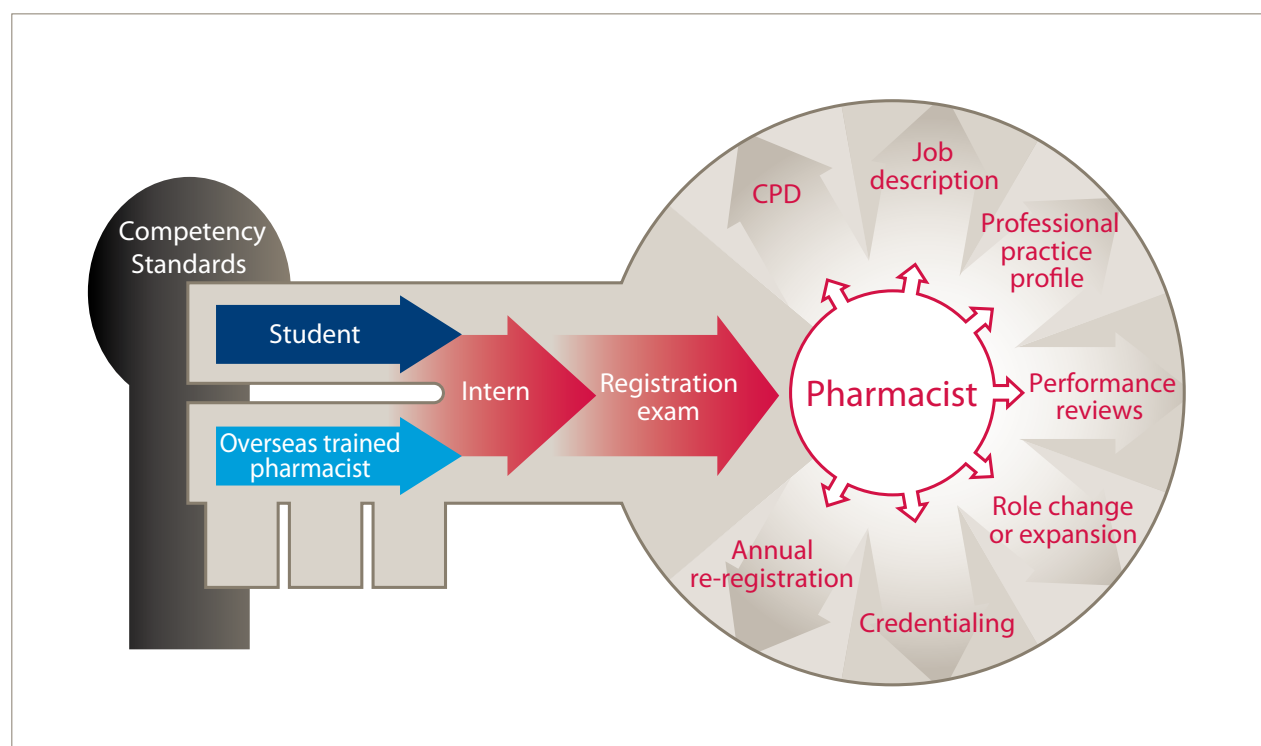 Competency
Standards
Student
Overseas trained
pharmacist
Intern
Registration
exam
Pharmacist
CPD
Job
description
Professional
practice
profile
Performance
reviews
Role change
or expansion
Credentialing
Annual
re-registration